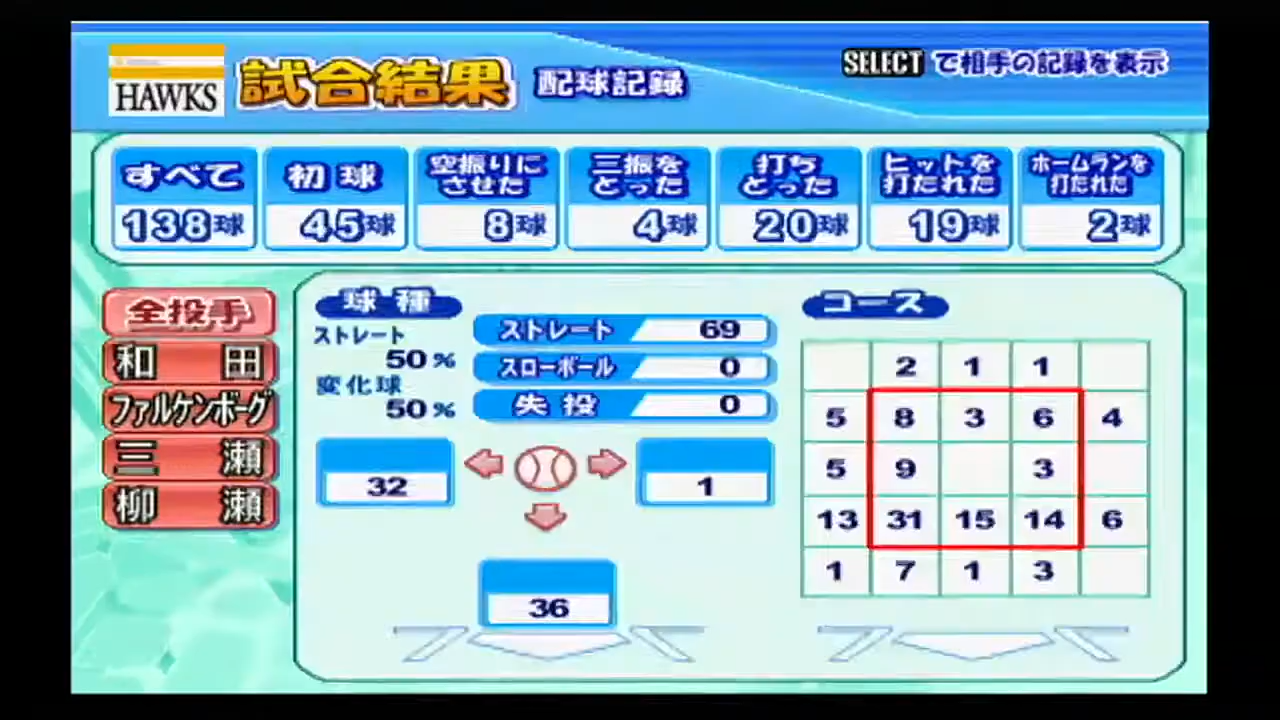 HAWKS
試合結果 配球記録
SELECTで相手の記録を表示
すべて 初球 空振りにさせた 三振をとった 打ちとった ヒットを打たれた ホームランを打たれた
138球 45球 8球 4球 20球 19球 2球
全投手
和田
ファルケンボーグ
三瀬
柳瀬
球種
ストレート
50%
変化球
50%
ストレート 69
スローボール 0
失投 0
32
1
36
コース
2 1 1
5 8 3 6 4
5 9 3
13 31 15 14 6
1 7 1 3